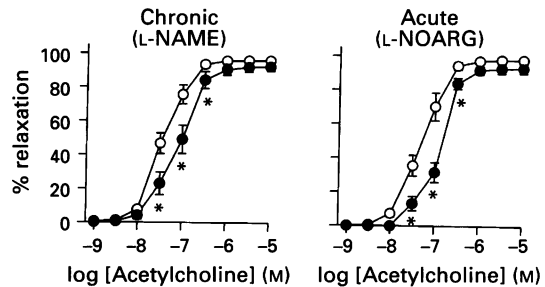 Chronic
(L-NAME)
Acute
(L-NOARG)
% relaxation
100
80
60
40
20
0
-9 -8 -7 -6 -5
-9 -8 -7 -6 -5
log [Acetylcholine] (M)
log [Acetylcholine] (M)
* * *
* * *